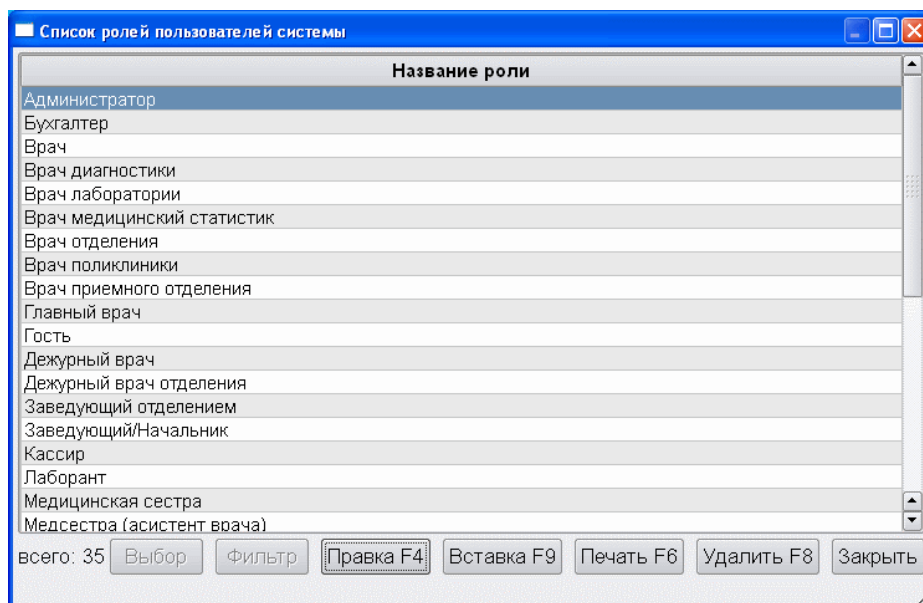 Список ролей пользователей системы
Название роли
Администратор
Бухгалтер
Врач
Врач диагностики
Врач лаборатории
Врач медицинский статистик
Врач отделения
Врач поликлиники
Врач приемного отделения
Главный врач
Гость
Дежурный врач
Дежурный врач отделения
Заведующий отделением
Заведующий/Начальник
Кассир
Лаборант
Медицинская сестра
Медсестра (асистент врача)
всего: 35 Выбор Фильтр Правка F4 Вставка F9 Печать F6 Удалить F8 Закрыть